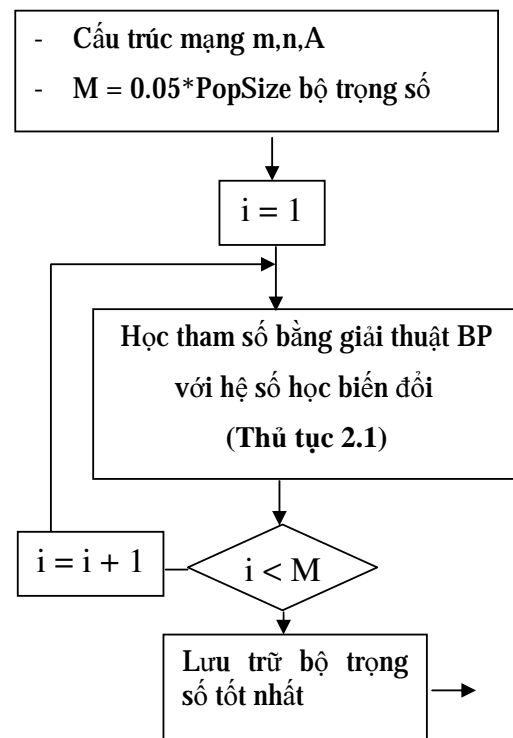 - Cấu trúc mạng m,n,A
- M = 0.05*PopSize bộ trọng số
i = 1
Học tham số bằng giải thuật BP
với hệ số học biến đổi
(Thủ tục 2.1)
i = i + 1
i < M
Lưu trữ bộ trọng
số tốt nhất